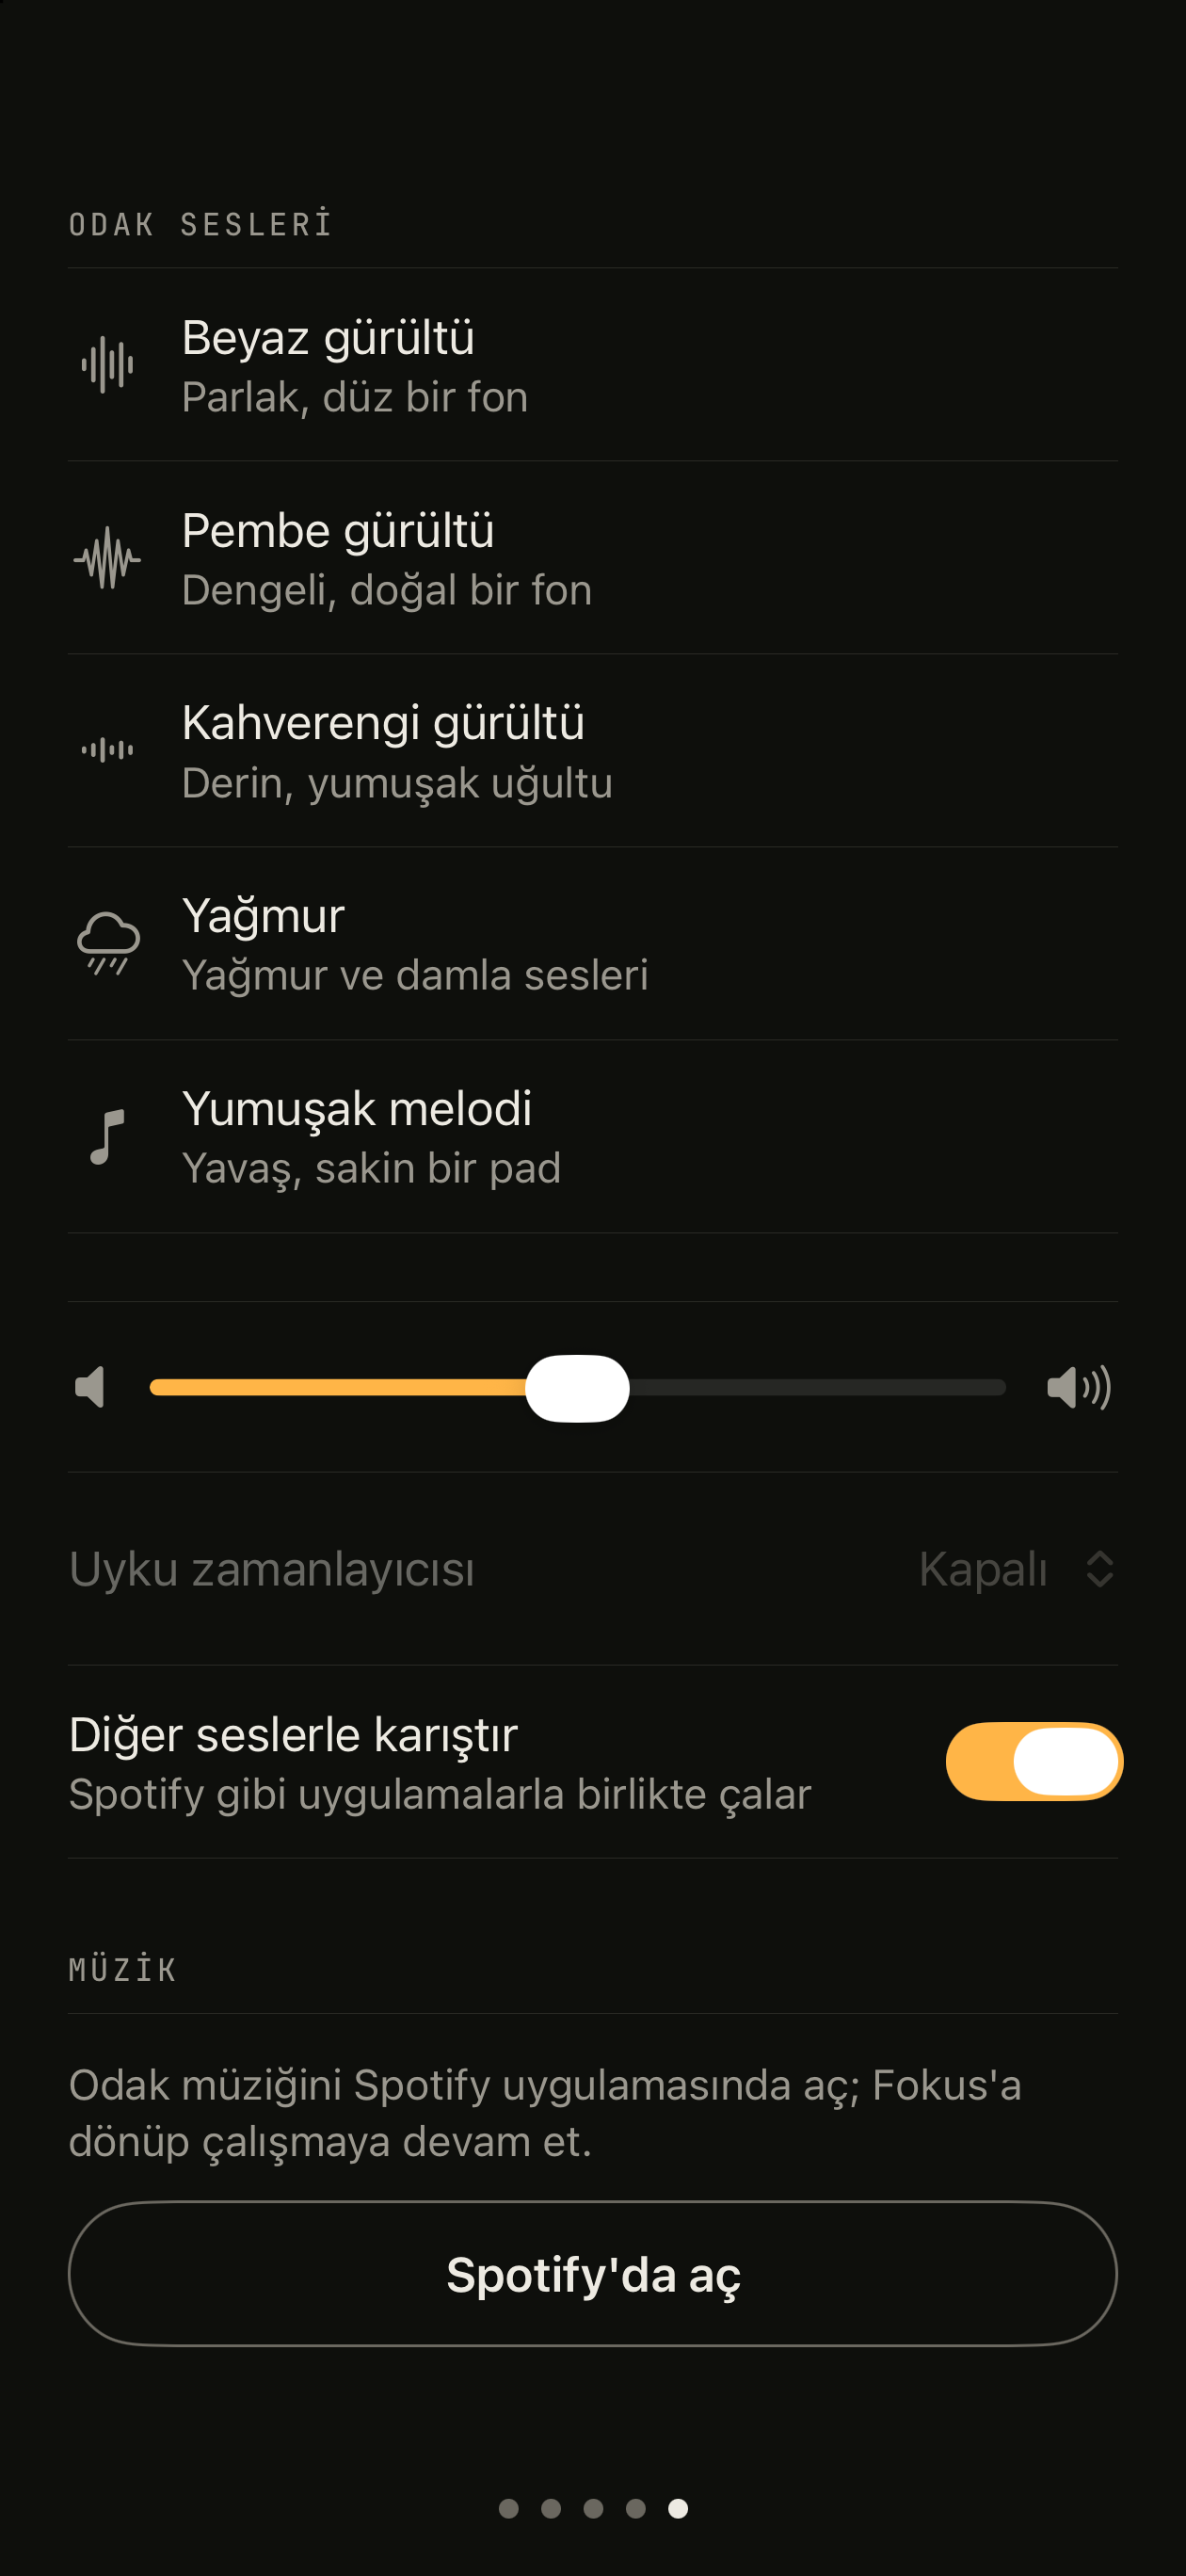 ODAK SESLERİ
Beyaz gürültü
Parlak, düz bir fon
Pembe gürültü
Dengeli, doğal bir fon
Kahverengi gürültü
Derin, yumuşak uğultu
Yağmur
Yağmur ve damla sesleri
Yumuşak melodi
Yavaş, sakin bir pad
Uyku zamanlayıcısı Kapalı
Diğer seslerle karıştır
Spotify gibi uygulamalarla birlikte çalar
MÜZİK
Odak müziğini Spotify uygulamasında aç; Fokus'a
dönüp çalışmaya devam et.
Spotify'da aç